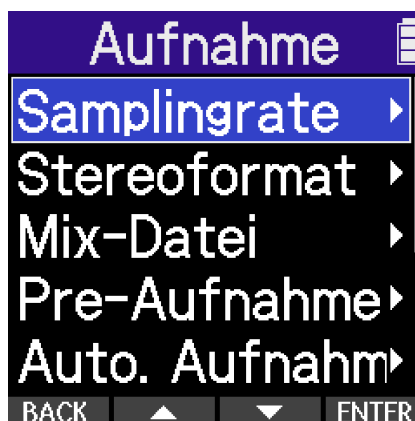 Aufnahme
Samplingrate
Stereoformat
Mix-Datei
Pre-Aufnahme
Auto. Aufnahm
BACK ENTER